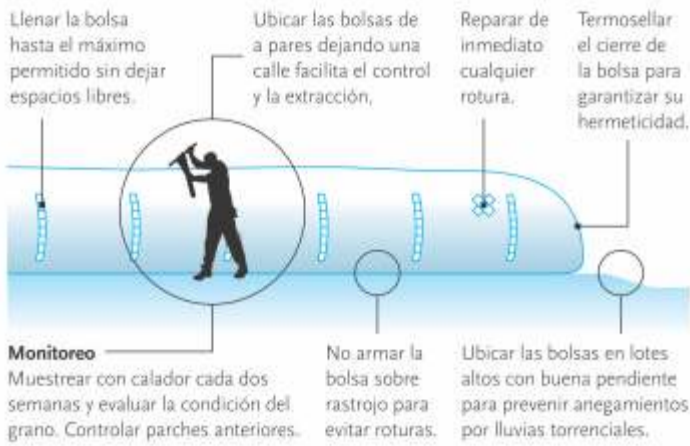 Llenar la bolsa
hasta el máximo
permitido sin dejar
espacios libres.
Ubicar las bolsas de
a pares dejando una
calle facilita el control
y la extracción,
Reparar de
inmediato
cualquier
rotura.
Termosellar
el cierre de
la bolsa para
garantizar su
hermeticidad.
Monitoreo
Muestrear con calador cada dos
semanas y evaluar la condición del
grano. Controlar parches anteriores.
No armar la
bolsa sobre
rastrojo para
evitar roturas.
Ubicar las bolsas en lotes
altos con buena pendiente
para prevenir anegamientos
por lluvias torrenciales.